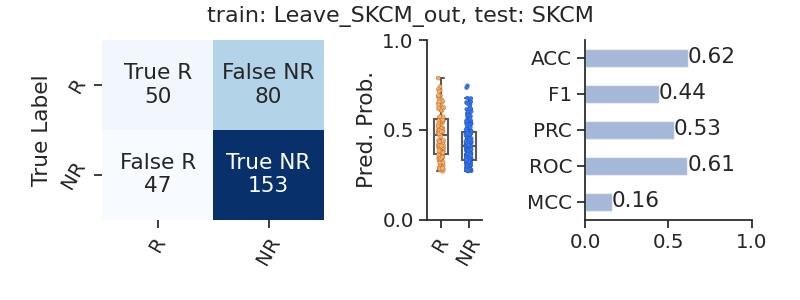 train: Leave_SKCM_out, test: SKCM
True Label
R
NR
True R
50
False NR
80
False R
47
True NR
153
R
NR
Pred. Prob.
1.0
0.5
0.0
R
NR
ACC
F1
PRC
ROC
MCC
0.62
0.44
0.53
0.61
0.16
0.0
0.5
1.0